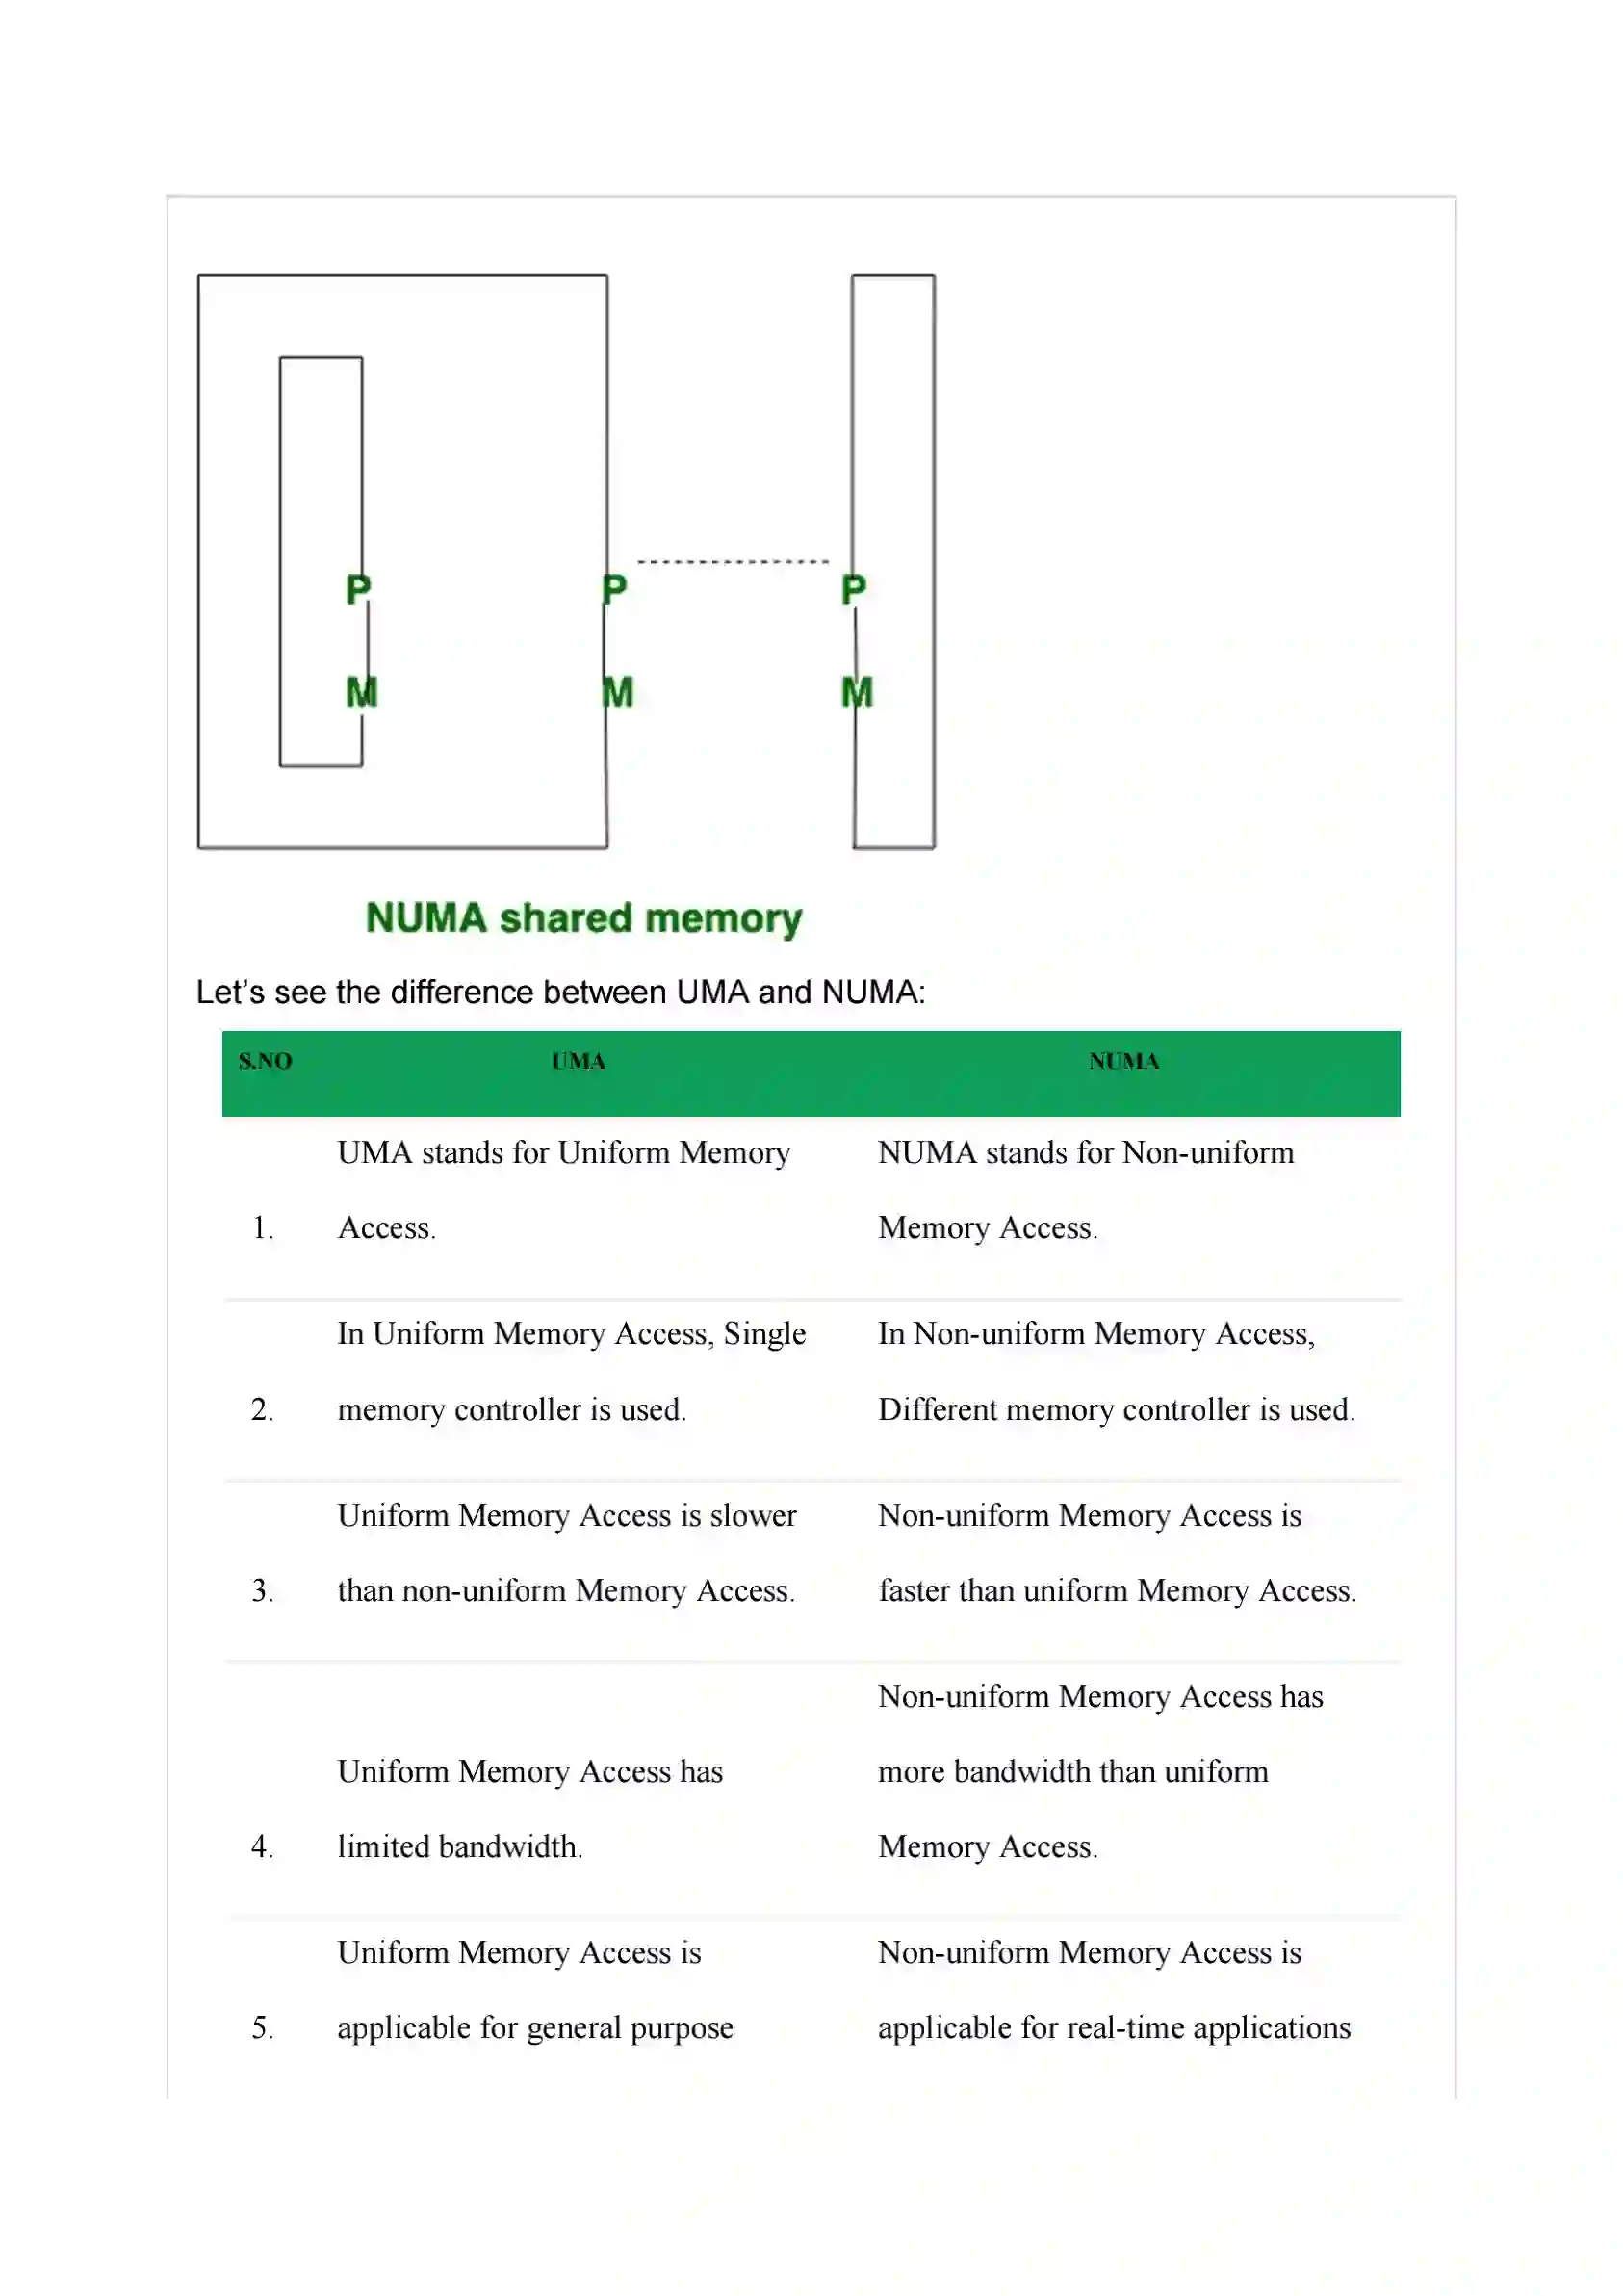 P P P
M M M
NUMA shared memory
Let’s see the difference between UMA and NUMA:
S.NO UMA NUMA
UMA stands for Uniform Memory NUMA stands for Non-uniform
1. Access. Memory Access.
In Uniform Memory Access, Single In Non-uniform Memory Access,
2. memory controller is used. Different memory controller is used.
Uniform Memory Access is slower Non-uniform Memory Access is
3. than non-uniform Memory Access. faster than uniform Memory Access.
Non-uniform Memory Access has
Uniform Memory Access has more bandwidth than uniform
4. limited bandwidth. Memory Access.
Uniform Memory Access is Non-uniform Memory Access is
5. applicable for general purpose applicable for real-time applications